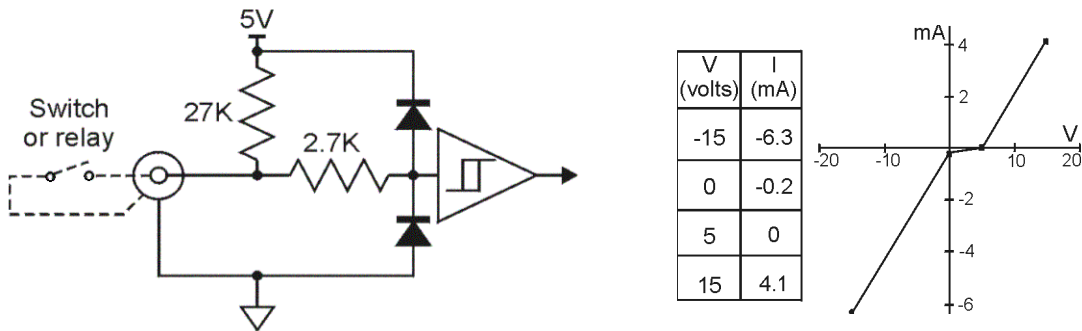 5V
Switch
or relay
27K
2.7K
V I
(volts) (mA)
-15 -6.3
0 -0.2
5 0
15 4.1
mA
4
2
V
-20 -10 10 20
-2
-4
-6